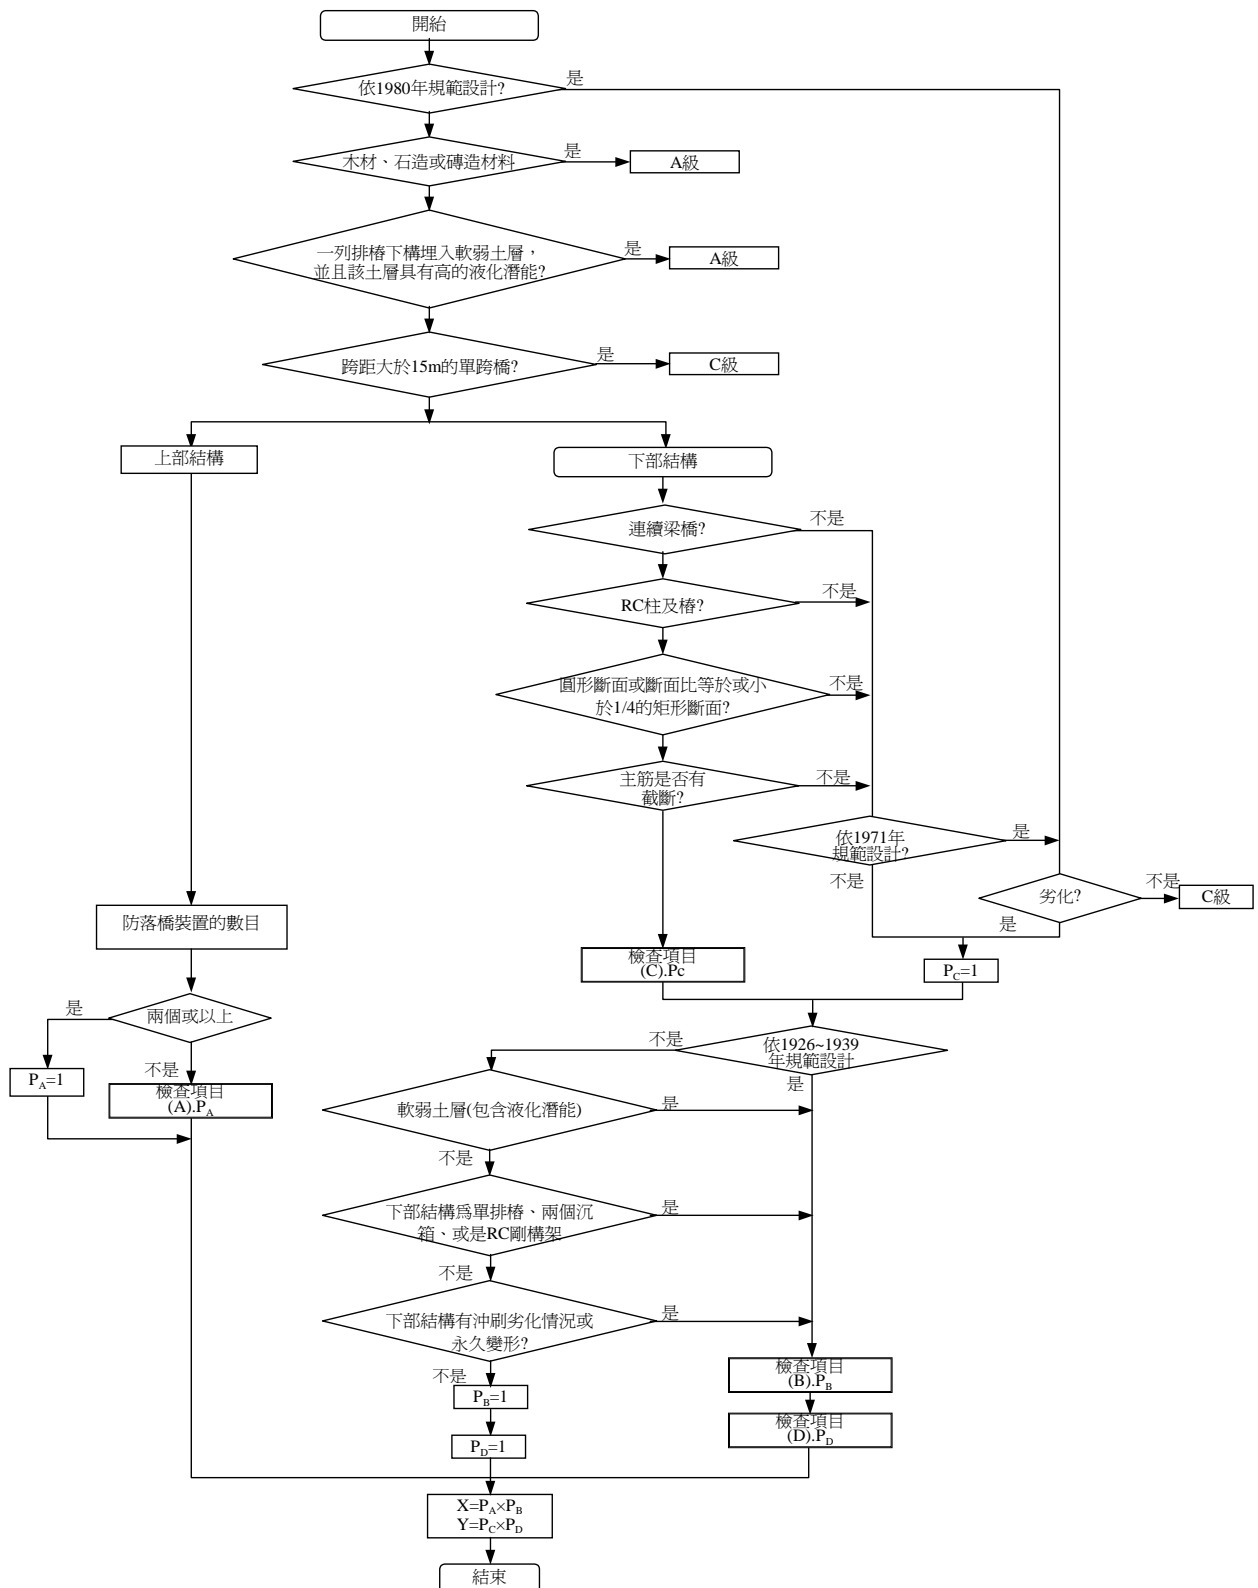 開始
依1980年規範設計?
是
木材、石造或磚造材料
是
A級
一列排樁下構埋入軟弱土層，
並且該土層具有高的液化潛能?
是
A級
跨距大於15m的單跨橋?
是
C級
上部結構
下部結構
連續梁橋?
不是
RC柱及樁?
不是
圓形斷面或斷面比等於或小
於1/4的矩形斷面?
不是
主筋是否有
截斷?
不是
依1971年
規範設計?
是
不是
劣化?
不是
C級
是
防落橋裝置的數目
檢查項目
(C).Pc
PC=1
兩個或以上
是
不是
PA=1
檢查項目
(A).PA
依1926~1939
年規範設計
不是
是
軟弱土層(包含液化潛能)
是
不是
下部結構為單排樁、兩個沉
箱、或是RC剛構架
是
不是
下部結構有沖刷劣化情況或
永久變形?
是
不是
PB=1
PD=1
檢查項目
(B).PB
檢查項目
(D).PD
X=PA×PB
Y=PC×PD
結束